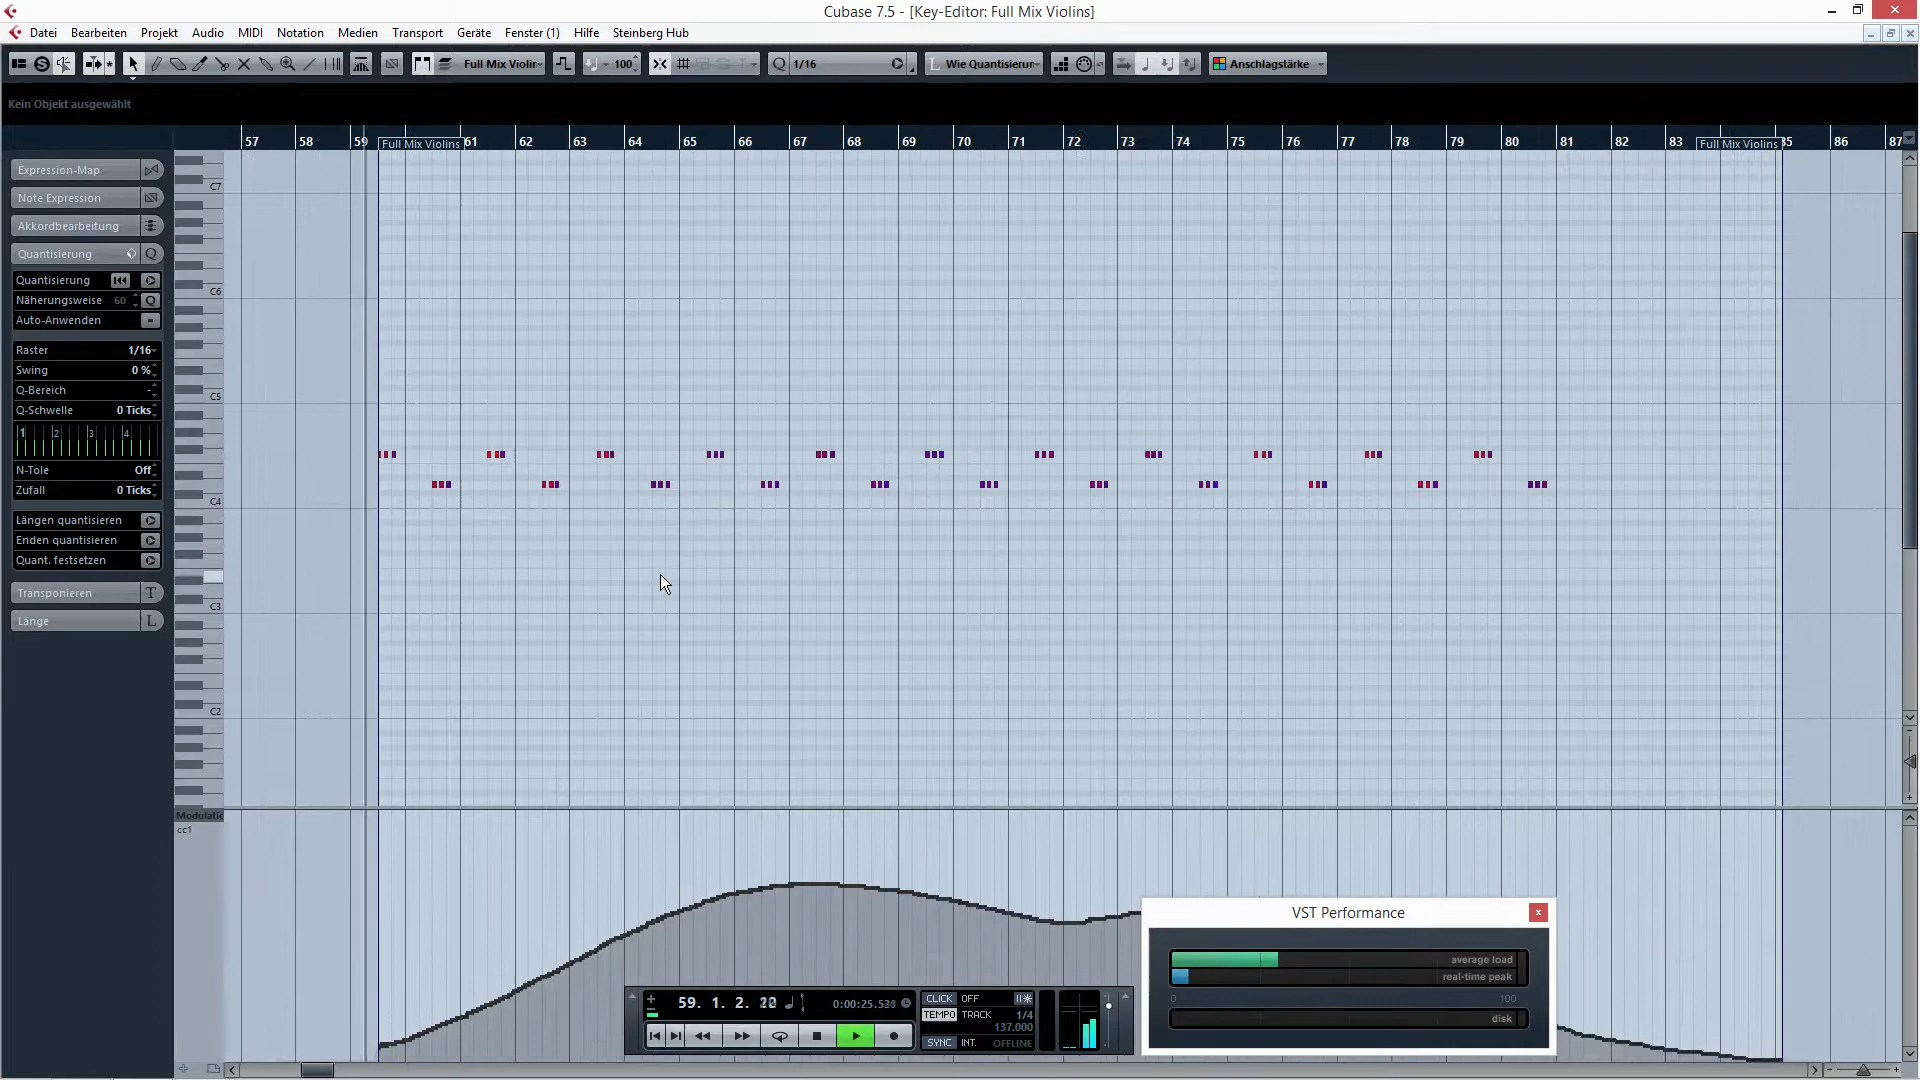 Cubase 7.5 - [Key-Editor: Full Mix Violins]
Datei Bearbeiten Projekt Audio MIDI Notation Medien Transport Geräte Fenster (1) Hilfe Steinberg Hub
Full Mix Violin 100 Q 1/16 L Wie Quantisierun Anschlagstärke
Kein Objekt ausgewählt
57 58 59 61 62 63 64 65 66 67 68 69 70 71 72 73 74 75 76 77 78 79 80 81 82 83 85 86 87
Full Mix Violins Full Mix Violins
Expression-Map
Note Expression
Akkordbearbeitung
Quantisierung Q
Quantisierung
Näherungsweise 60 Q
Auto-Anwenden
Raster 1/16
Swing 0 %
Q-Bereich -
Q-Schwelle 0 Ticks
1 2 3 4
N-Tole Off
Zufall 0 Ticks
Längen quantisieren
Enden quantisieren
Quant. festsetzen
Transponieren T
Länge L
C7
C6
C5
C4
C3
C2
Modulatic
cc1
VST Performance
average load
real-time peak
0 100
disk
59. 1. 2. 0:00:25.530
CLICK OFF
TEMPO TRACK 1/4
137.000
SYNC INT. OFFLINE